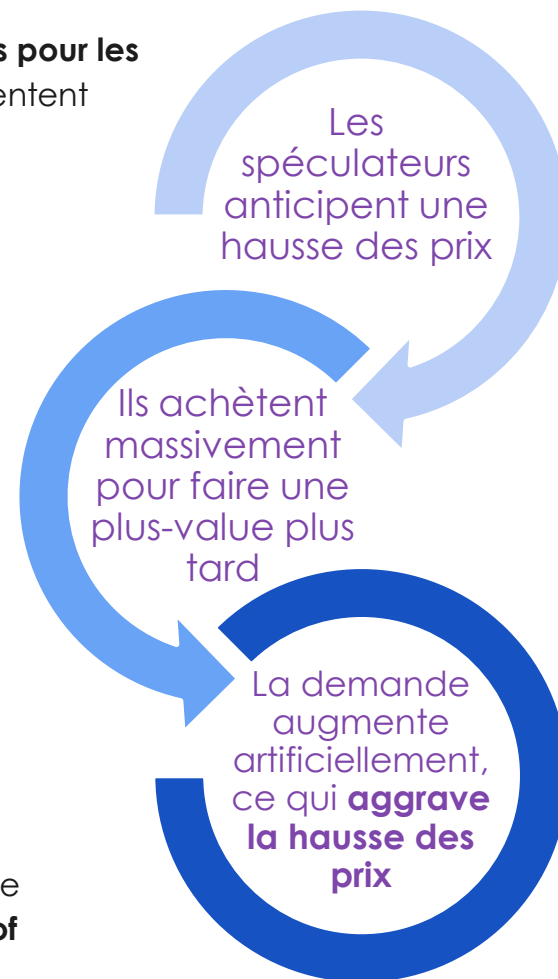 s pour les
entent
Les
spéculateurs
anticipent une
hausse des prix
Ils achètent
massivement
pour faire une
plus-value plus
tard
La demande
augmente
artificiellement,
ce qui aggrave
la hausse des
prix
e
of